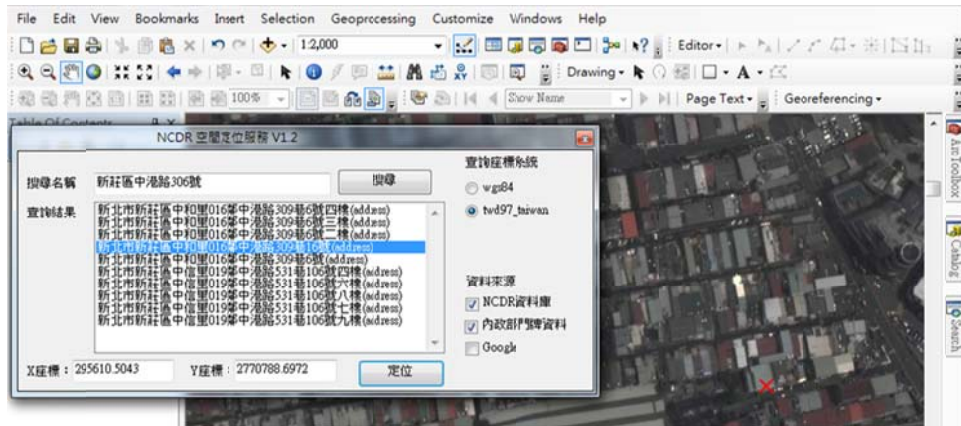 File Edit View Bookmarks Insert Selection Geoprocessing Customize Windows Help
1:2,000
Editor
Drawing
A
100%
Show Name
Page Text
Georeferencing
Table Of Contents
NCDR 空間定位服務 V1.2
搜尋名稱
新莊區中港路306號
搜尋
查詢結果
新北市新莊區中和里016鄰中港路309巷6號四樓(address)
新北市新莊區中和里016鄰中港路309巷6號三樓(address)
新北市新莊區中和里016鄰中港路309巷6號二樓(address)
新北市新莊區中和里016鄰中港路309巷16號(address)
新北市新莊區中和里016鄰中港路309巷6號(address)
新北市新莊區中信里019鄰中港路531巷106號四樓(address)
新北市新莊區中信里019鄰中港路531巷106號六樓(address)
新北市新莊區中信里019鄰中港路531巷106號八樓(address)
新北市新莊區中信里019鄰中港路531巷106號七樓(address)
新北市新莊區中信里019鄰中港路531巷106號九樓(address)
查詢座標系統
wgs84
twd97_taiwan
資料來源
NCDR資料庫
內政部門牌資料
Google
X座標：295610.5043
Y座標：2770788.6972
定位
ArcToolbox
Catalog
Search